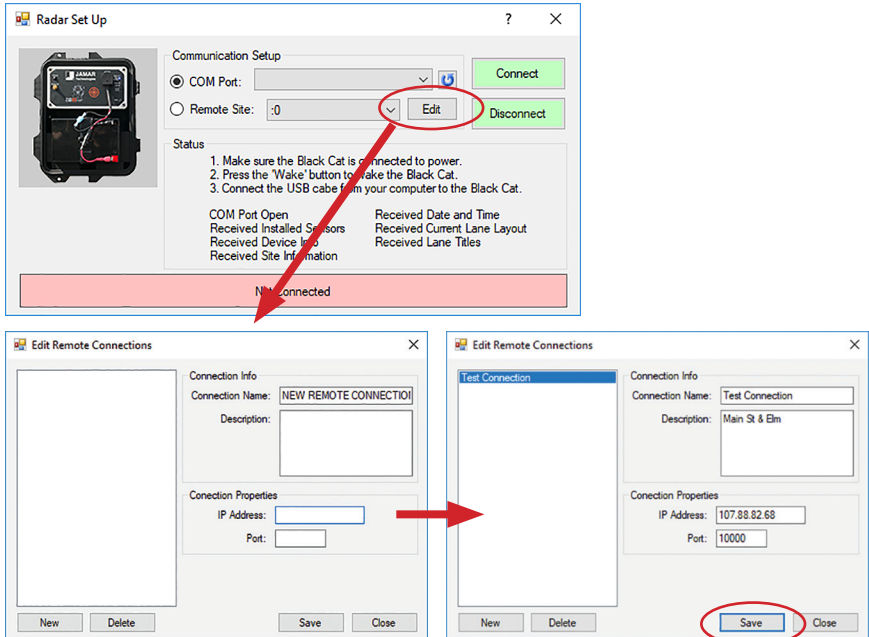 Radar Set Up
?
Communication Setup
COM Port:
Connect
Remote Site: :0 Edit
Disconnect
JAMAR
Technologies
Status
1. Make sure the Black Cat is connected to power.
2. Press the 'Wake' button to wake the Black Cat.
3. Connect the USB cabe from your computer to the Black Cat.
COM Port Open Received Date and Time
Received Installed Sensors Received Current Lane Layout
Received Device Info Received Lane Titles
Received Site Information
Not Connected
Edit Remote Connections
Connection Info
Connection Name: NEW REMOTE CONNECTION
Description:
Conection Properties
IP Address:
Port:
New Delete Save Close
Edit Remote Connections
Test Connection
Connection Info
Connection Name: Test Connection
Description: Main St & Elm
Conection Properties
IP Address: 107.88.82.68
Port: 10000
New Delete Save Close